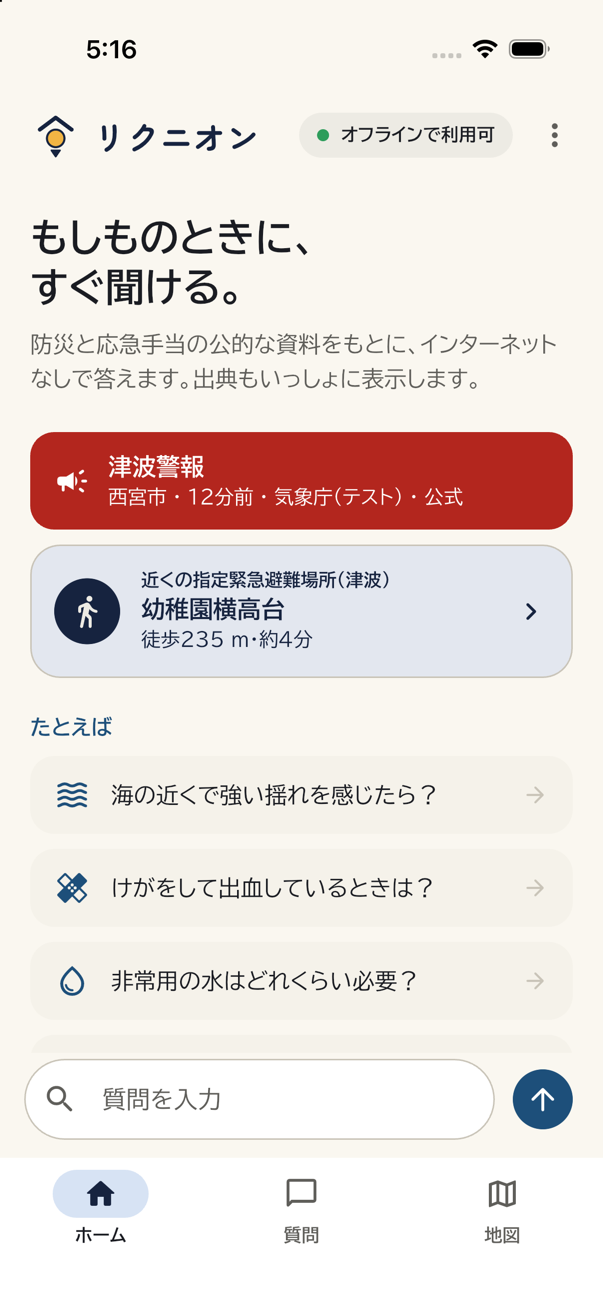 5:16
リクニオン
オフラインで利用可
もしものときに、
すぐ聞ける。
防災と応急手当の公的な資料をもとに、インターネット
なしで答えます。出典もいっしょに表示します。
津波警報
西宮市・12分前・気象庁(テスト)・公式
近くの指定緊急避難場所(津波)
幼稚園横高台
徒歩235 m・約4分
たとえば
海の近くで強い揺れを感じたら?
けがをして出血しているときは?
非常用の水はどれくらい必要?
質問を入力
ホーム
質問
地図